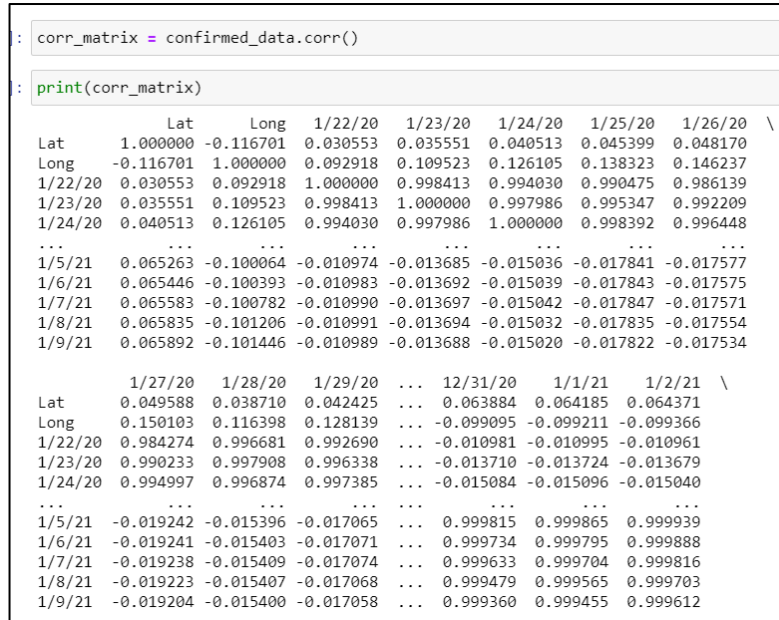 ]: corr_matrix = confirmed_data.corr()
]: print(corr_matrix)
Lat Long 1/22/20 1/23/20 1/24/20 1/25/20 1/26/20 \
Lat 1.000000 -0.116701 0.030553 0.035551 0.040513 0.045399 0.048170
Long -0.116701 1.000000 0.092918 0.109523 0.126105 0.138323 0.146237
1/22/20 0.030553 0.092918 1.000000 0.998413 0.994030 0.990475 0.986139
1/23/20 0.035551 0.109523 0.998413 1.000000 0.997986 0.995347 0.992209
1/24/20 0.040513 0.126105 0.994030 0.997986 1.000000 0.998392 0.996448
... ... ... ... ... ... ... ...
1/5/21 0.065263 -0.100064 -0.010974 -0.013685 -0.015036 -0.017841 -0.017577
1/6/21 0.065446 -0.100393 -0.010983 -0.013692 -0.015039 -0.017843 -0.017575
1/7/21 0.065583 -0.100782 -0.010990 -0.013697 -0.015042 -0.017847 -0.017571
1/8/21 0.065835 -0.101206 -0.010991 -0.013694 -0.015032 -0.017835 -0.017554
1/9/21 0.065892 -0.101446 -0.010989 -0.013688 -0.015020 -0.017822 -0.017534
1/27/20 1/28/20 1/29/20 ... 12/31/20 1/1/21 1/2/21 \
Lat 0.049588 0.038710 0.042425 ... 0.063884 0.064185 0.064371
Long 0.150103 0.116398 0.128139 ... -0.099095 -0.099211 -0.099366
1/22/20 0.984274 0.996681 0.992690 ... -0.010981 -0.010995 -0.010961
1/23/20 0.990233 0.997908 0.996338 ... -0.013710 -0.013724 -0.013679
1/24/20 0.994997 0.996874 0.997385 ... -0.015084 -0.015096 -0.015040
... ... ... ... ... ... ... ...
1/5/21 -0.019242 -0.015396 -0.017065 ... 0.999815 0.999865 0.999939
1/6/21 -0.019241 -0.015403 -0.017071 ... 0.999734 0.999795 0.999888
1/7/21 -0.019238 -0.015409 -0.017074 ... 0.999633 0.999704 0.999816
1/8/21 -0.019223 -0.015407 -0.017068 ... 0.999479 0.999565 0.999703
1/9/21 -0.019204 -0.015400 -0.017058 ... 0.999360 0.999455 0.999612